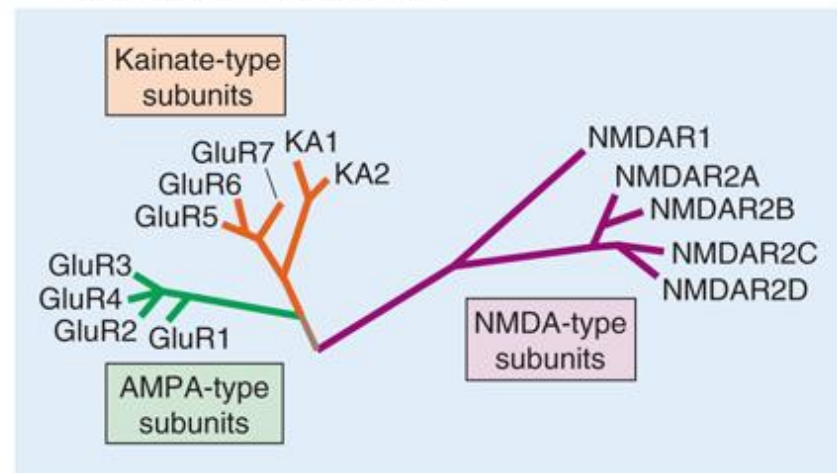 Kainate-type
subunits
GluR7
KA1
KA2
GluR6
GluR5
GluR3
GluR4
GluR2
GluR1
AMPA-type
subunits
NMDAR1
NMDAR2A
NMDAR2B
NMDAR2C
NMDAR2D
NMDA-type
subunits